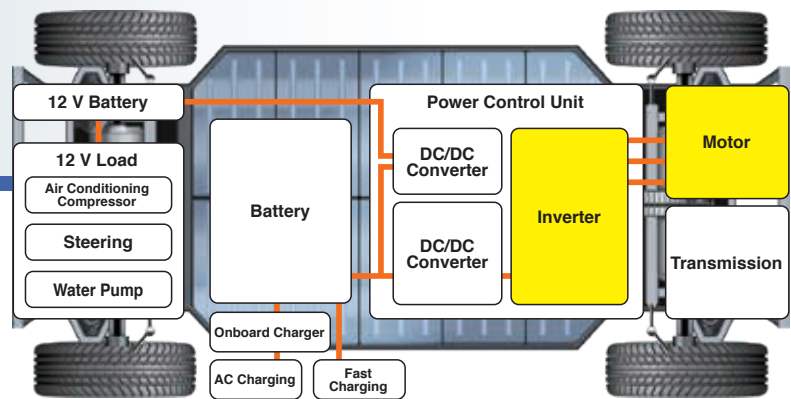 12 V Battery
12 V Load
Air Conditioning
Compressor
Steering
Water Pump
Battery
Onboard Charger
AC Charging
Fast
Charging
Power Control Unit
DC/DC
Converter
DC/DC
Converter
Inverter
Motor
Transmission